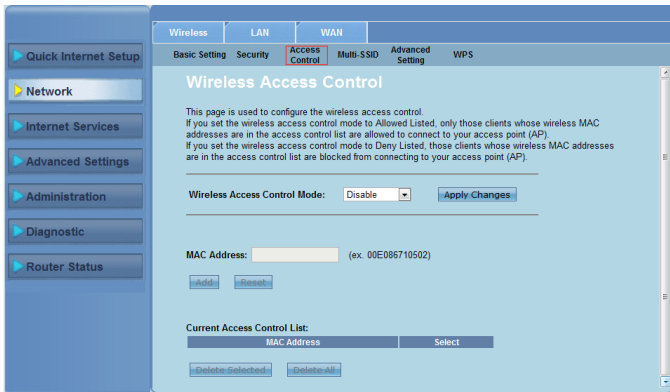 Wireless LAN WAN
Basic Setting Security Access Control Multi-SSID Advanced Setting WPS
Quick Internet Setup
Network
Internet Services
Advanced Settings
Administration
Diagnostic
Router Status
Wireless Access Control
This page is used to configure the wireless access control.
If you set the wireless access control mode to Allowed Listed, only those clients whose wireless MAC
addresses are in the access control list are allowed to connect to your access point (AP).
If you set the wireless access control mode to Deny Listed, those clients whose wireless MAC addresses
are in the access control list are blocked from connecting to your access point (AP).
Wireless Access Control Mode: Disable Apply Changes
MAC Address: (ex. 00E086710502)
Add Reset
Current Access Control List:
MAC Address Select
Delete Selected Delete All